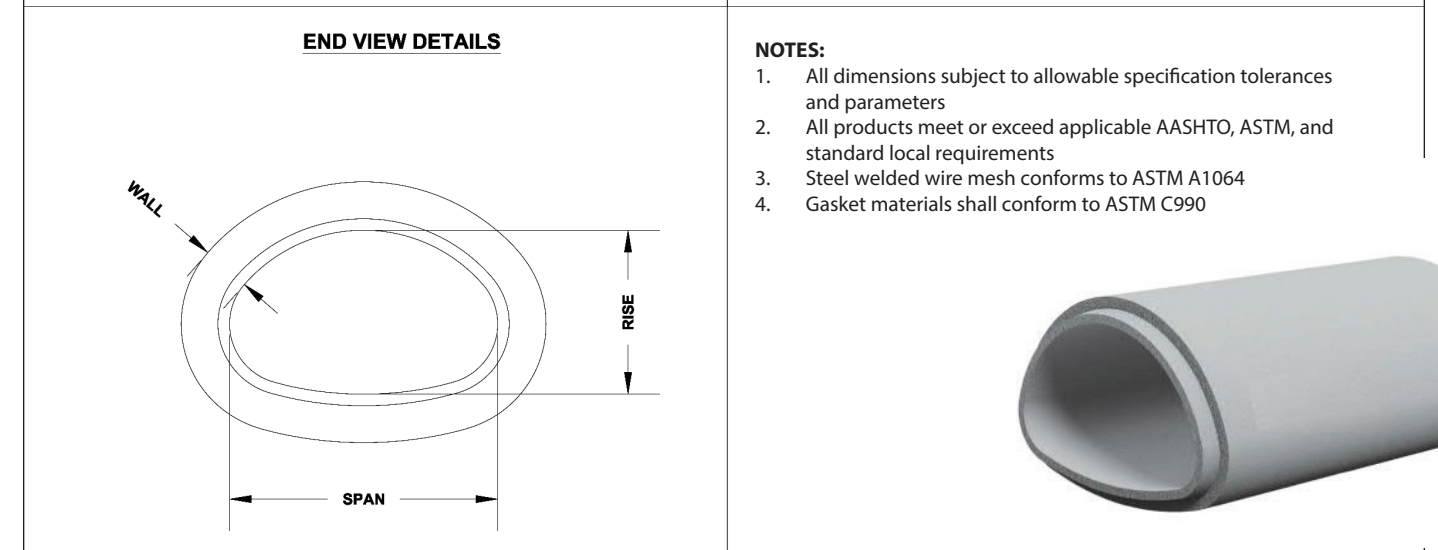 END VIEW DETAILS
WALL
RISE
SPAN
NOTES:
1. All dimensions subject to allowable specification tolerances
and parameters
2. All products meet or exceed applicable AASHTO, ASTM, and
standard local requirements
3. Steel welded wire mesh conforms to ASTM A1064
4. Gasket materials shall conform to ASTM C990